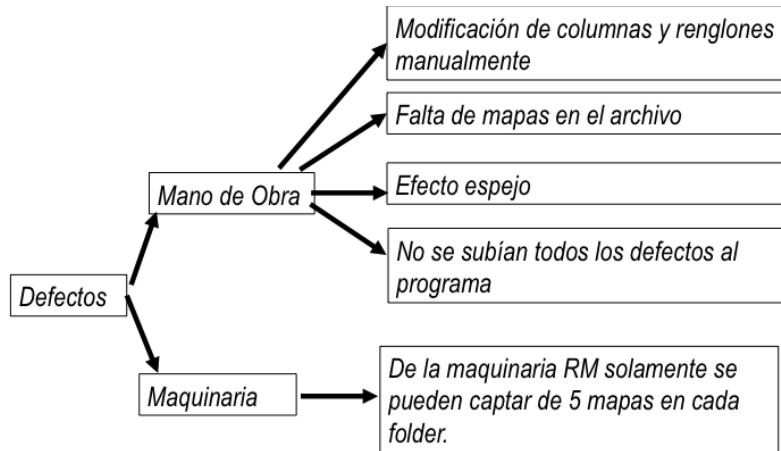 Modificación de columnas y renglones
manualmente
Falta de mapas en el archivo
Mano de Obra
Efecto espejo
No se subían todos los defectos al
programa
Defectos
Maquinaria
De la maquinaria RM solamente se
pueden captar de 5 mapas en cada
folder.